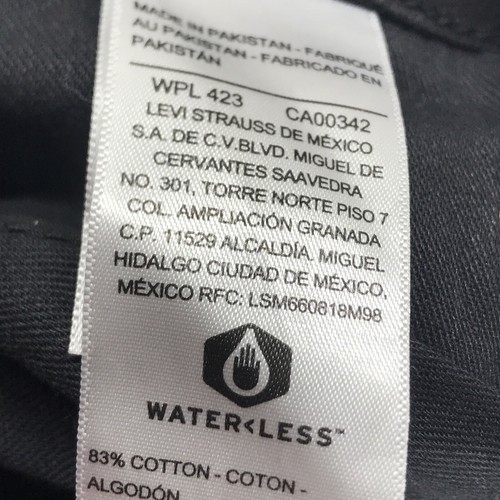 MADE IN PAKISTAN - FABRIQUÉ
AU PAKISTAN - FABRICADO EN
PAKISTÁN
WPL 423 CA00342
LEVI STRAUSS DE MÉXICO
S.A. DE C.V.BLVD. MIGUEL DE
CERVANTES SAAVEDRA
NO. 301, TORRE NORTE PISO 7
COL. AMPLIACIÓN GRANADA
C.P. 11529 ALCALDÍA. MIGUEL
HIDALGO CIUDAD DE MÉXICO,
MÉXICO RFC: LSM660818M98
WATER<LESS™
83% COTTON - COTON -
ALGODÓN